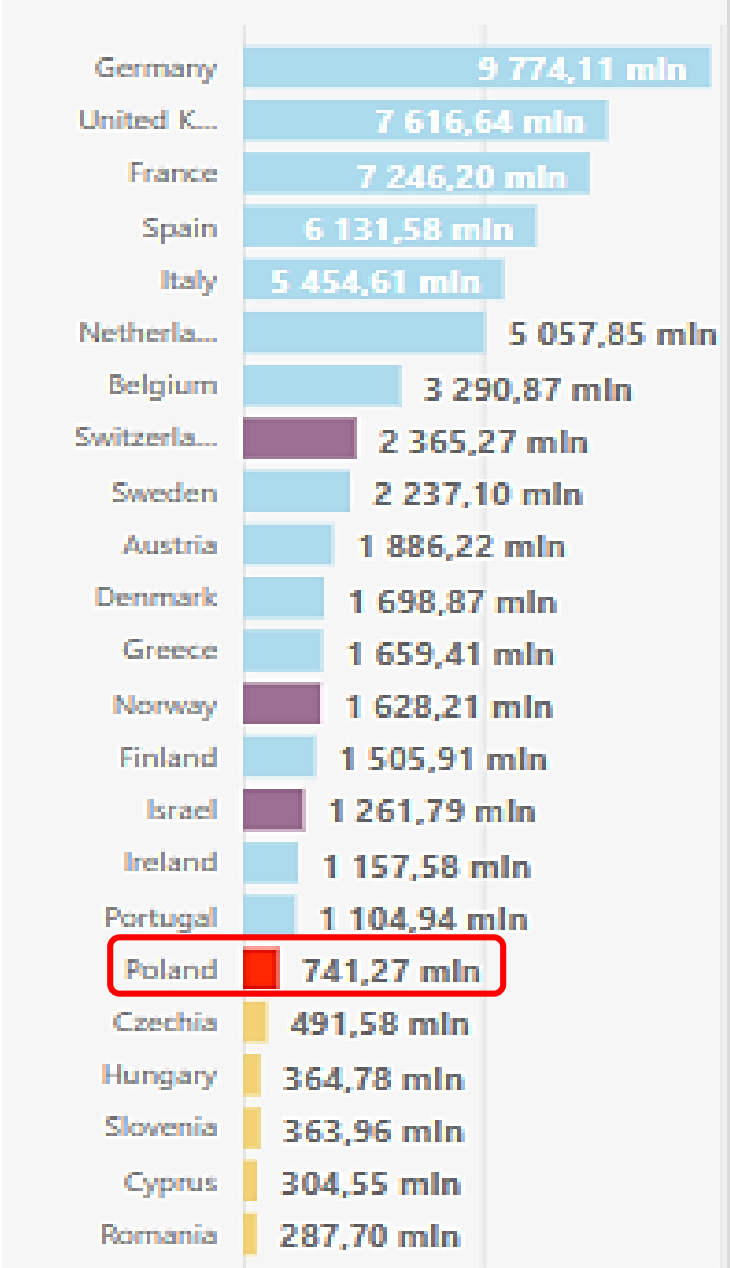 Germany 9 774,11 mln
United K... 7 616,64 mln
France 7 246,20 mln
Spain 6 131,58 mln
Italy 5 454,61 mln
Netherla... 5 057,85 mln
Belgium 3 290,87 mln
Switzerla... 2 365,27 mln
Sweden 2 237,10 mln
Austria 1 886,22 mln
Denmark 1 698,87 mln
Greece 1 659,41 mln
Norway 1 628,21 mln
Finland 1 505,91 mln
Israel 1 261,79 mln
Ireland 1 157,58 mln
Portugal 1 104,94 mln
Poland 741,27 mln
Czechia 491,58 mln
Hungary 364,78 mln
Slovenia 363,96 mln
Cyprus 304,55 mln
Romania 287,70 mln